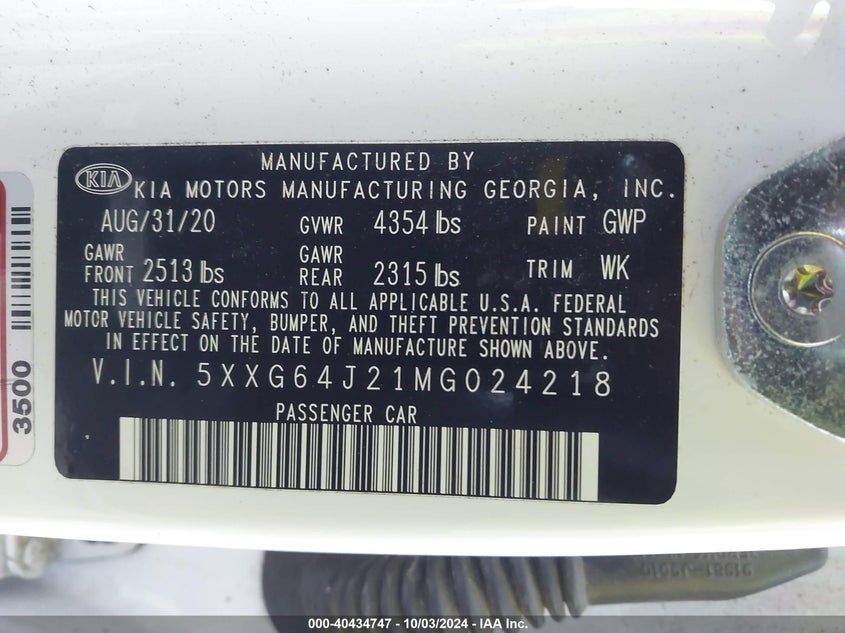 MANUFACTURED BY
KIA KIA MOTORS MANUFACTURING GEORGIA, INC.
AUG/31/20 GVWR 4354 lbs PAINT GWP
GAWR FRONT 2513 lbs GAWR REAR 2315 lbs TRIM WK
THIS VEHICLE CONFORMS TO ALL APPLICABLE U.S.A. FEDERAL
MOTOR VEHICLE SAFETY, BUMPER, AND THEFT PREVENTION STANDARDS
IN EFFECT ON THE DATE OF MANUFACTURE SHOWN ABOVE.
V.I.N. 5XXG64J21MG024218
PASSENGER CAR
3500
000-40434747 - 10/03/2024 - IAA Inc.